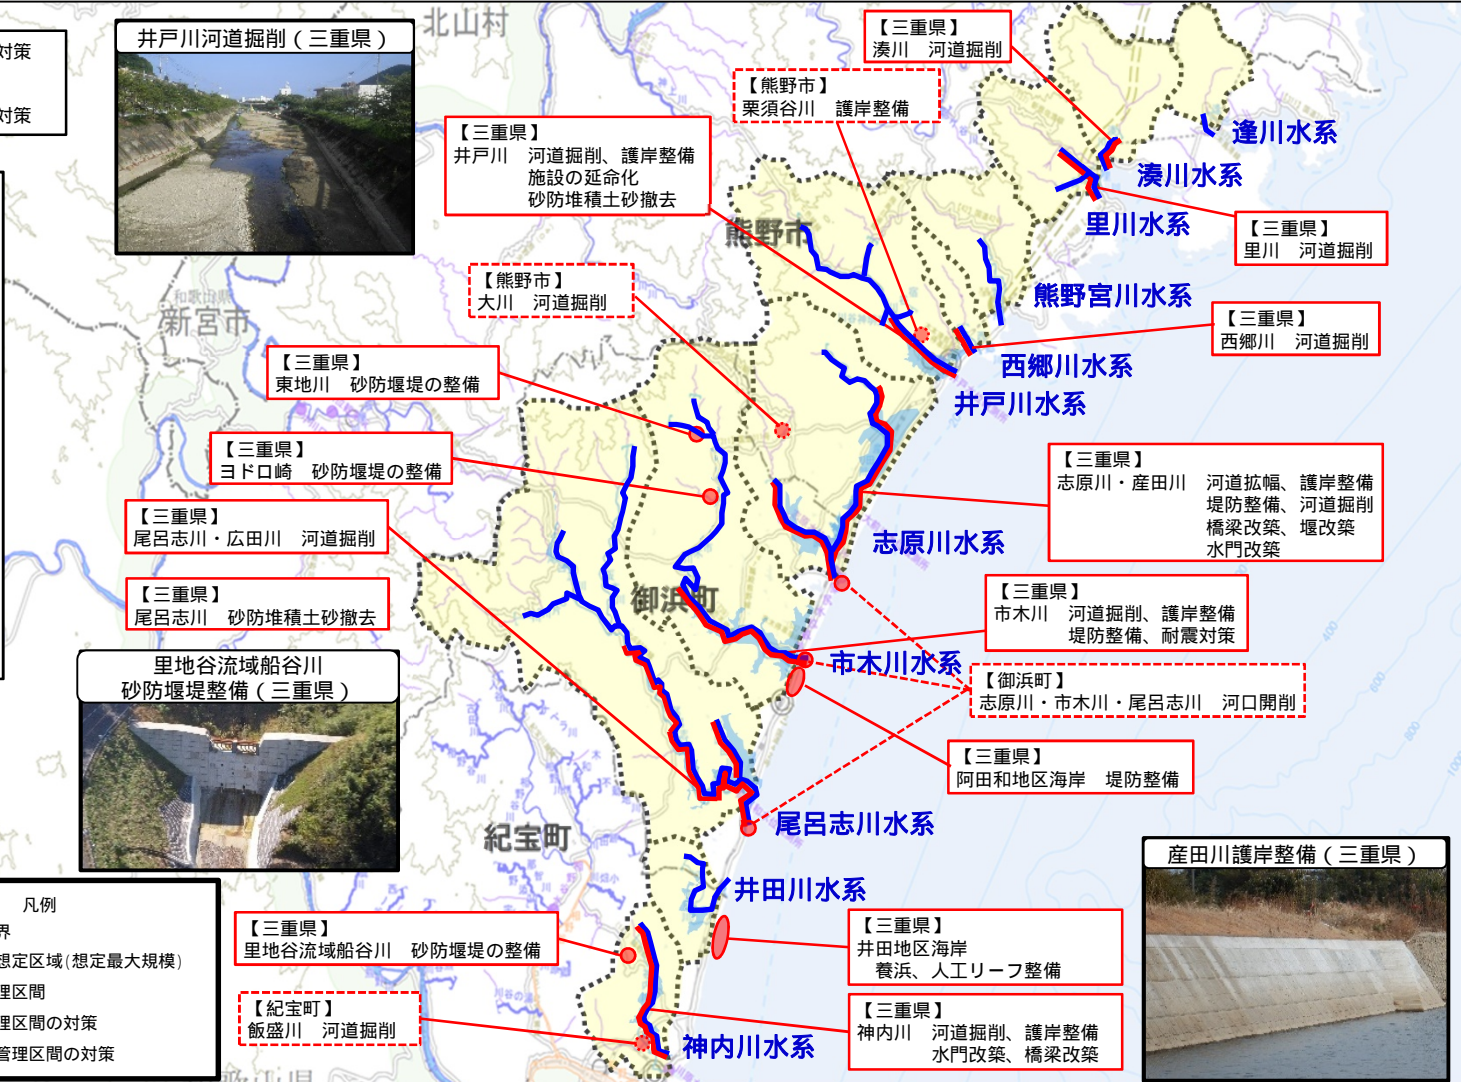 対策
対策
井戸川河道掘削（三重県）
北山村
【三重県】
湊川　河道掘削
【熊野市】
栗須谷川　護岸整備
【三重県】
井戸川　河道掘削、護岸整備
施設の延命化
砂防堆積土砂撤去
逢川水系
湊川水系
里川水系
【三重県】
里川　河道掘削
熊野市
【熊野市】
大川　河道掘削
熊野宮川水系
和歌山県
新宮市
【三重県】
西郷川　河道掘削
西郷川水系
井戸川水系
【三重県】
東地川　砂防堰堤の整備
【三重県】
ヨドロ崎　砂防堰堤の整備
【三重県】
志原川・産田川　河道拡幅、護岸整備
堤防整備、河道掘削
橋梁改築、堰改築
水門改築
【三重県】
尾呂志川・広田川　河道掘削
志原川水系
【三重県】
尾呂志川　砂防堆積土砂撤去
御浜町
【三重県】
市木川　河道掘削、護岸整備
堤防整備、耐震対策
市木川水系
里地谷流域船谷川
砂防堰堤整備（三重県）
【御浜町】
志原川・市木川・尾呂志川　河口開削
【三重県】
阿田和地区海岸　堤防整備
400
600
800
1000
尾呂志川水系
紀宝町
産田川護岸整備（三重県）
井田川水系
凡例
界
想定区域(想定最大規模)
理区間
理区間の対策
管理区間の対策
【三重県】
里地谷流域船谷川　砂防堰堤の整備
【三重県】
井田地区海岸
養浜、人工リーフ整備
【紀宝町】
飯盛川　河道掘削
【三重県】
神内川　河道掘削、護岸整備
水門改築、橋梁改築
神内川水系